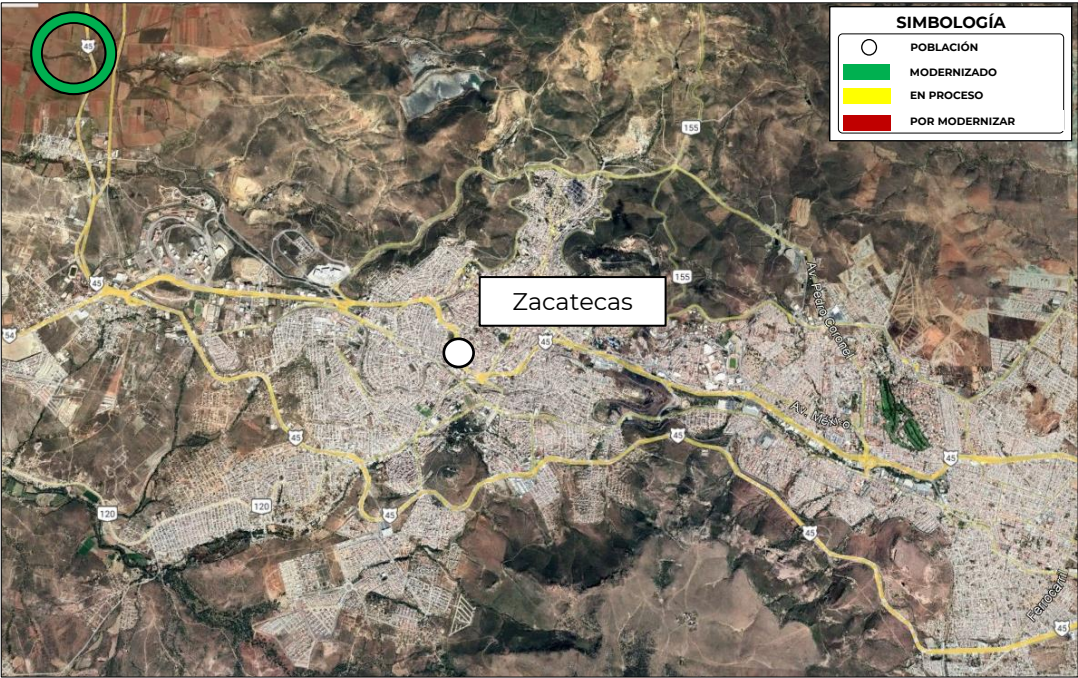 SIMBOLOGÍA
POBLACIÓN
MODERNIZADO
EN PROCESO
POR MODERNIZAR
45
155
155
Av. Pedro Coronel
45
Zacatecas
54
45
Av. México
45
45
45
120
120
45
45
Ferrocarril
45